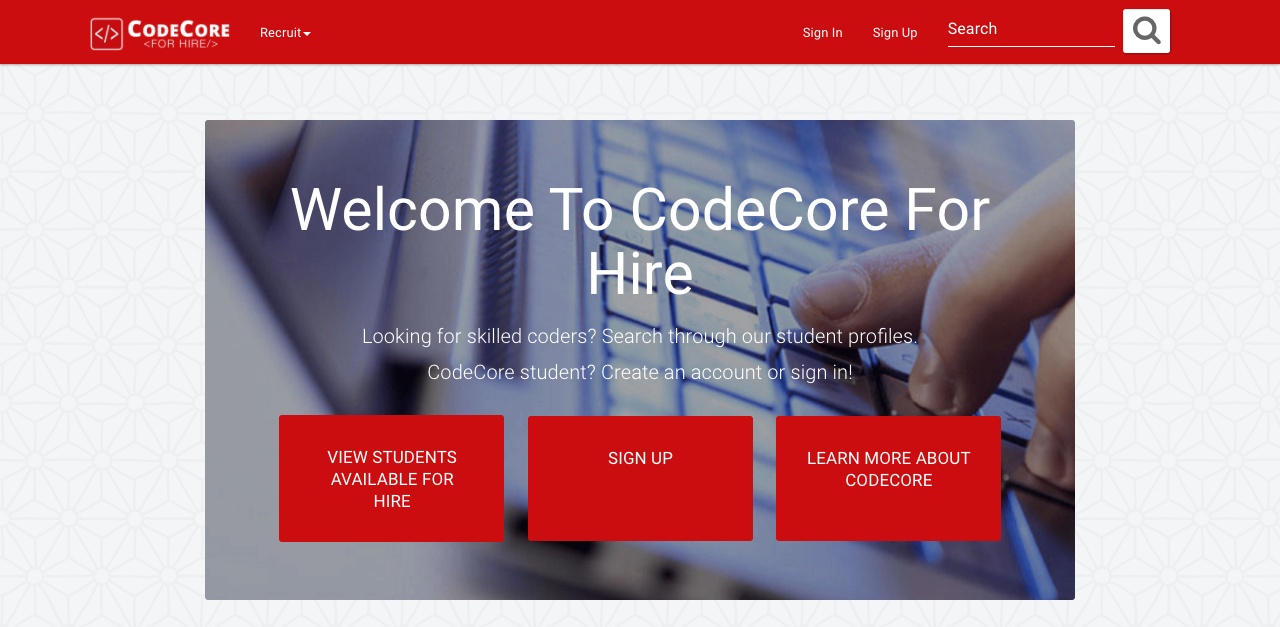 </> CODECORE
<FOR HIRE/>
Recruit
Sign In
Sign Up
Search
Welcome To CodeCore For
Hire
Looking for skilled coders? Search through our student profiles.
CodeCore student? Create an account or sign in!
VIEW STUDENTS
AVAILABLE FOR
HIRE
SIGN UP
LEARN MORE ABOUT
CODECORE